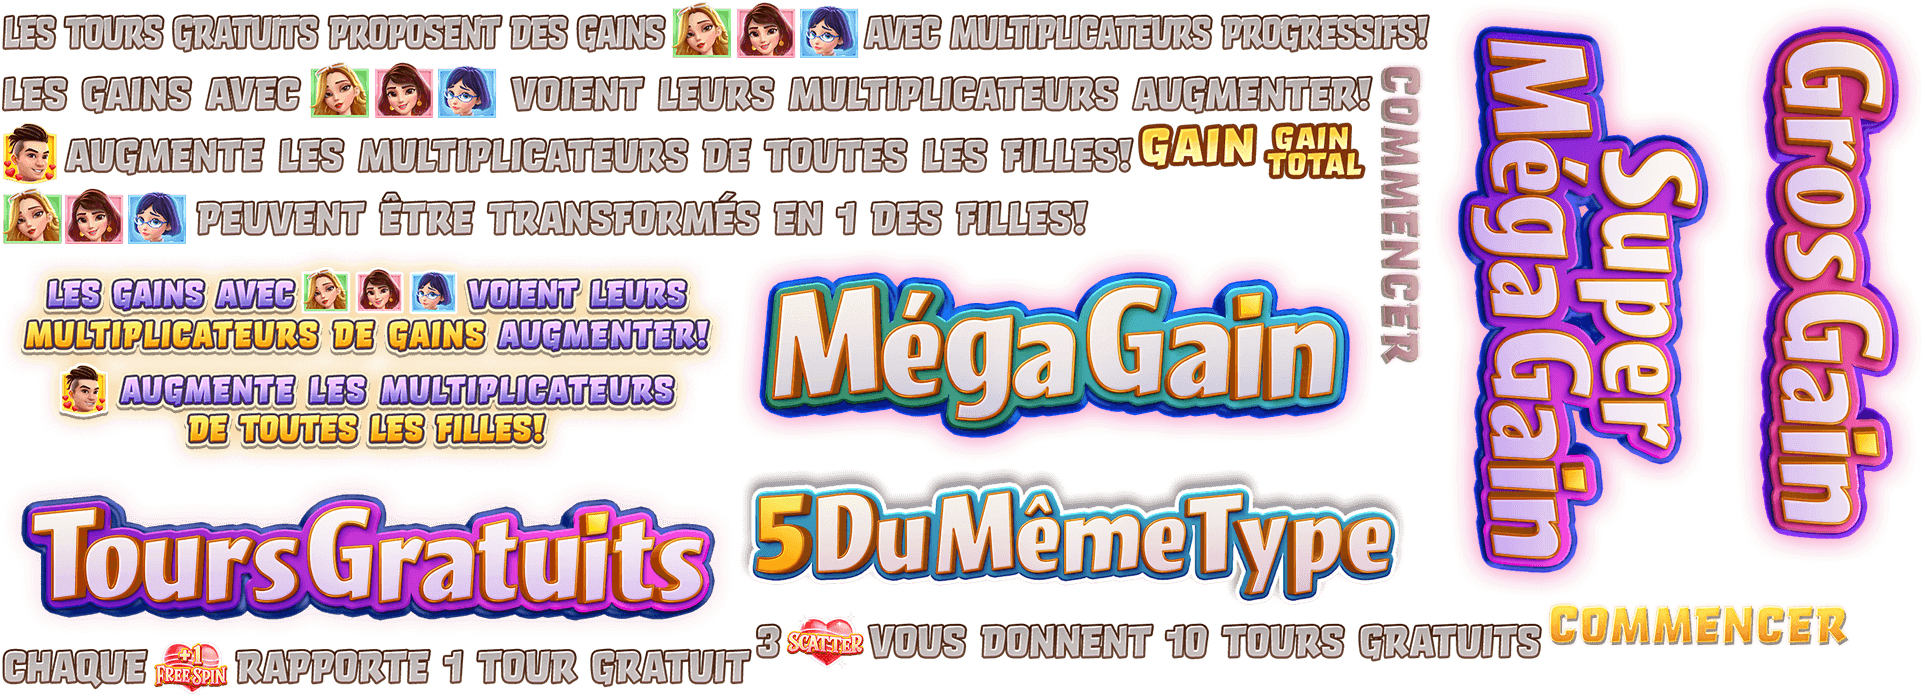 LES TOURS GRATUITS PROPOSENT DES GAINS AVEC MULTIPLICATEURS PROGRESSIFS!
LES GAINS AVEC VOIENT LEURS MULTIPLICATEURS AUGMENTER!
AUGMENTE LES MULTIPLICATEURS DE TOUTES LES FILLES!
GAIN
GAIN
TOTAL
PEUVENT ÊTRE TRANSFORMÉS EN 1 DES FILLES!
COMMENCER
Super
MégaGain
GrosGain
LES GAINS AVEC VOIENT LEURS
MULTIPLICATEURS DE GAINS AUGMENTER!
AUGMENTE LES MULTIPLICATEURS
DE TOUTES LES FILLES!
MégaGain
ToursGratuits
5DuMêmeType
CHAQUE +1 FREE SPIN RAPPORTE 1 TOUR GRATUIT
3 SCATTER VOUS DONNENT 10 TOURS GRATUITS
COMMENCER